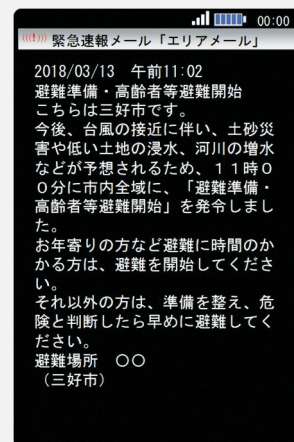 00:00
緊急速報メール「エリアメール」
2018/03/13 午前11:02
避難準備・高齢者等避難開始
こちらは三好市です。
今後、台風の接近に伴い、土砂災
害や低い土地の浸水、河川の増水
などが予想されるため、11時0
0分に市内全域に、「避難準備・
高齢者等避難開始」を発令しまし
た。
お年寄りの方など避難に時間のか
かる方は、避難を開始してくださ
い。
それ以外の方は、準備を整え、危
険と判断したら早めに避難してく
ださい。
避難場所 〇〇
(三好市)